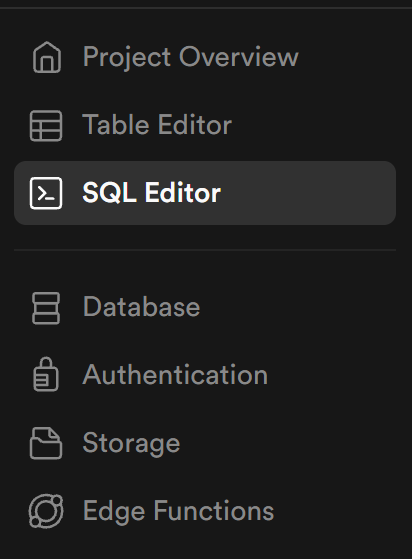 Project Overview
Table Editor
SQL Editor
Database
Authentication
Storage
Edge Functions